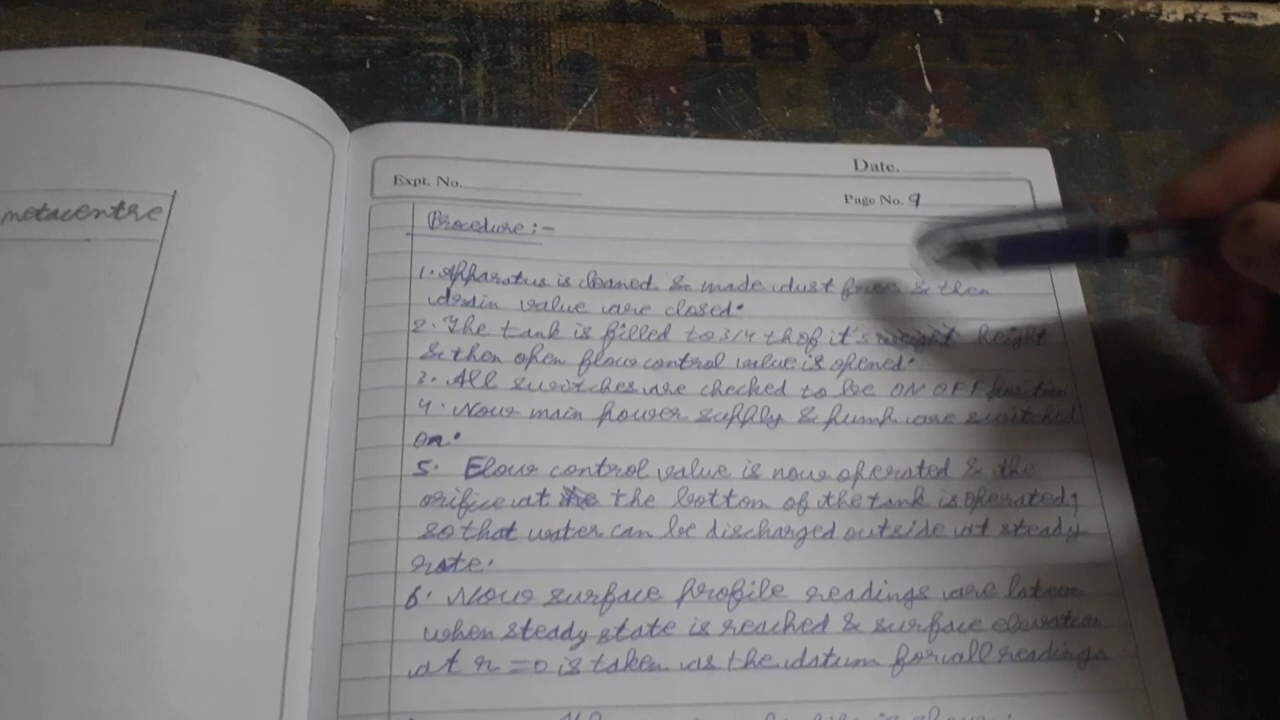 metacentre
Date.
Expt. No.
Page No. 9
Procedure :-
1. Apparatus is cleaned & made dust free & then
drain value are closed.
2. The tank is filled to 3/4 th of it's height
& then open flow control value is opened.
3. All switches are checked to be ON OFF
4. Now main power supply & pump are switched
on.
5. Flow control value is now operated & the
orifice at the the bottom of the tank is operated,
so that water can be discharged outside at steady
rate.
6. Now surface profile readings are
when steady state is reached & surface elevation
at r = 0 is taken as the datum for all readings